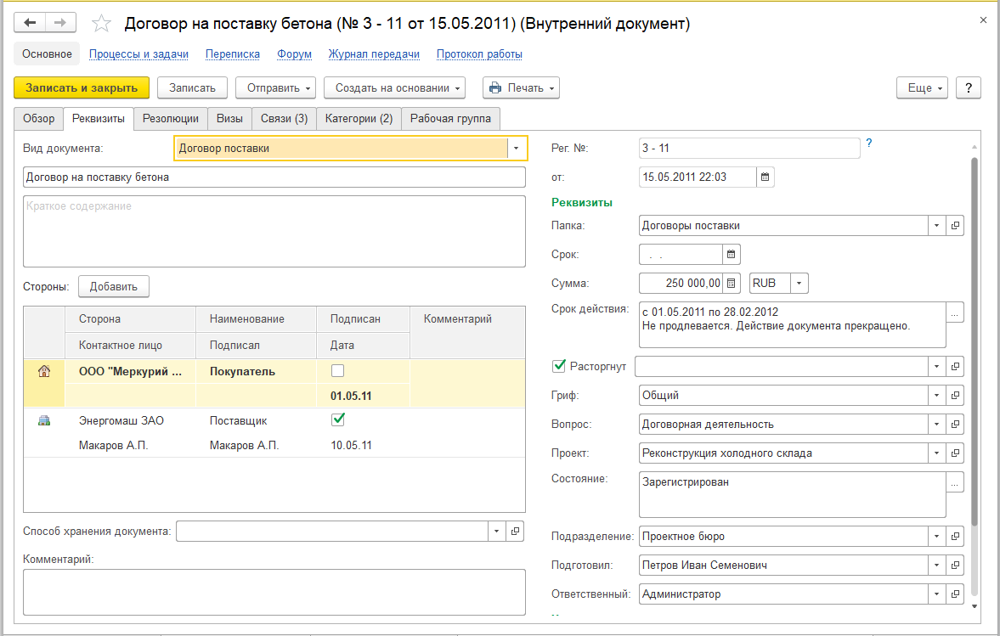 Договор на поставку бетона (№ 3 - 11 от 15.05.2011) (Внутренний документ)
Основное Процессы и задачи Переписка Форум Журнал передачи Протокол работы
Записать и закрыть Записать Отправить Создать на основании Печать Еще ?
Обзор Реквизиты Резолюции Визы Связи (3) Категории (2) Рабочая группа
Вид документа: Договор поставки
Договор на поставку бетона
Краткое содержание
Стороны: Добавить
Сторона Наименование Подписан Комментарий
Контактное лицо Подписал Дата
ООО "Меркурий ... Покупатель
01.05.11
Энергомаш ЗАО Поставщик
Макаров А.П. Макаров А.П. 10.05.11
Способ хранения документа:
Комментарий:
Рег. №: 3 - 11 ?
от: 15.05.2011 22:03
Реквизиты
Папка: Договоры поставки
Срок: . .
Сумма: 250 000,00 RUB
Срок действия: с 01.05.2011 по 28.02.2012 ...
Не продлевается. Действие документа прекращено.
Расторгнут
Гриф: Общий
Вопрос: Договорная деятельность
Проект: Реконструкция холодного склада
Состояние: Зарегистрирован ...
Подразделение: Проектное бюро
Подготовил: Петров Иван Семенович
Ответственный: Администратор